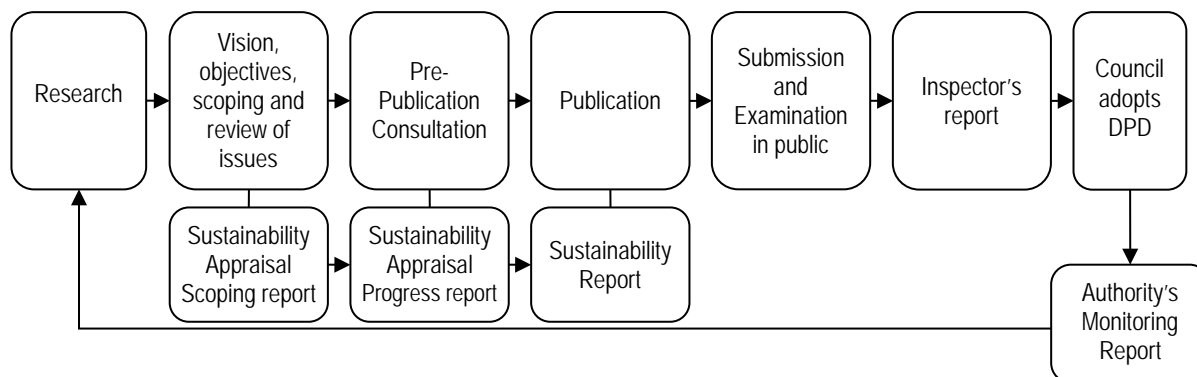 Research
Vision,
objectives,
scoping and
review of
issues
Pre-
Publication
Consultation
Publication
Submission
and
Examination
in public
Inspector's
report
Council
adopts
DPD
Sustainability
Appraisal
Scoping report
Sustainability
Appraisal
Progress report
Sustainability
Report
Authority's
Monitoring
Report